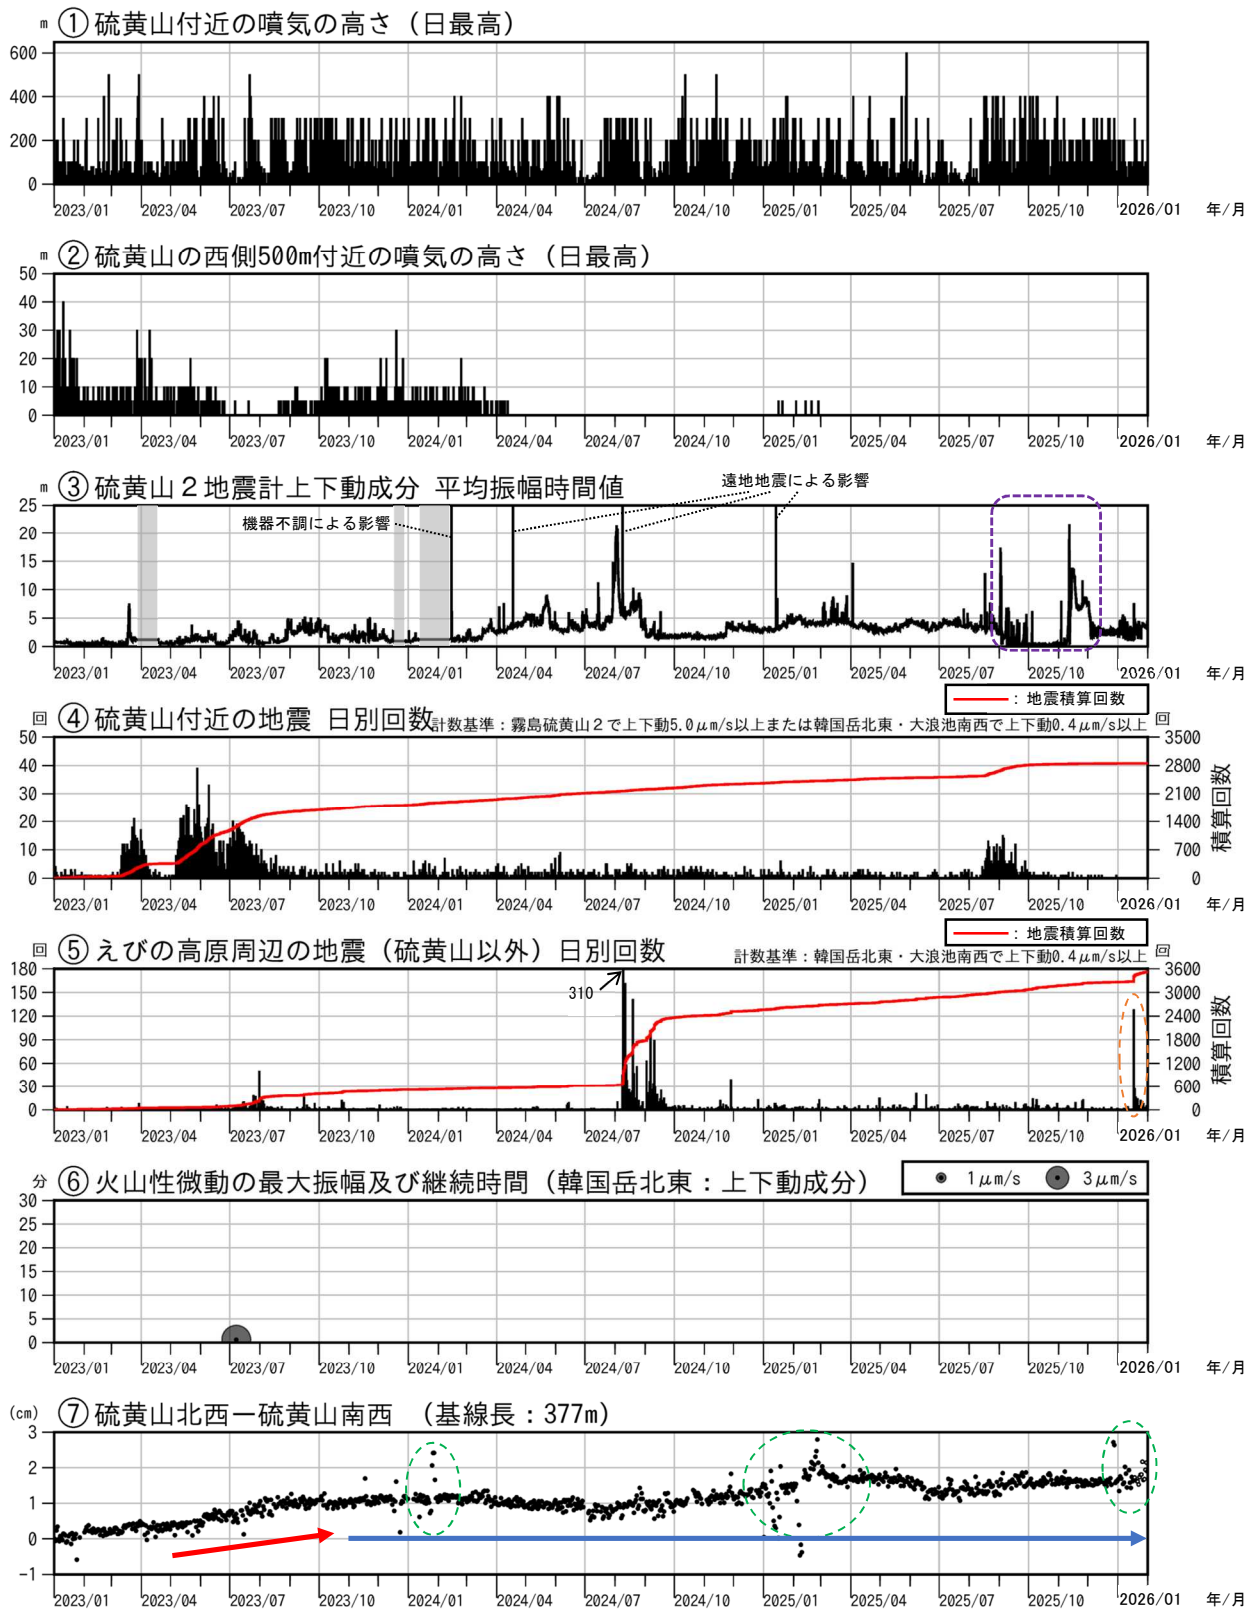 m ①硫黄山付近の噴気の高さ（日最高）
600
400
200
0
2023/01 2023/04 2023/07 2023/10 2024/01 2024/04 2024/07 2024/10 2025/01 2025/04 2025/07 2025/10 2026/01 年/月
m ②硫黄山の西側500m付近の噴気の高さ（日最高）
50
40
30
20
10
0
2023/01 2023/04 2023/07 2023/10 2024/01 2024/04 2024/07 2024/10 2025/01 2025/04 2025/07 2025/10 2026/01 年/月
m ③硫黄山２地震計上下動成分 平均振幅時間値
遠地地震による影響
機器不調による影響
25
20
15
10
5
0
2023/01 2023/04 2023/07 2023/10 2024/01 2024/04 2024/07 2024/10 2025/01 2025/04 2025/07 2025/10 2026/01 年/月
：地震積算回数
回 ④硫黄山付近の地震 日別回数 計数基準：霧島硫黄山２で上下動5.0μm/s以上または韓国岳北東・大浪池南西で上下動0.4μm/s以上 回
50 3500
40 2800
30 2100
20 1400
10 700
0 0
積算回数
2023/01 2023/04 2023/07 2023/10 2024/01 2024/04 2024/07 2024/10 2025/01 2025/04 2025/07 2025/10 2026/01 年/月
：地震積算回数
回 ⑤えびの高原周辺の地震（硫黄山以外）日別回数 計数基準：韓国岳北東・大浪池南西で上下動0.4μm/s以上 回
310
180 3600
150 3000
120 2400
90 1800
60 1200
30 600
0 0
積算回数
2023/01 2023/04 2023/07 2023/10 2024/01 2024/04 2024/07 2024/10 2025/01 2025/04 2025/07 2025/10 2026/01 年/月
分 ⑥火山性微動の最大振幅及び継続時間（韓国岳北東：上下動成分） 1μm/s 3μm/s
30
25
20
15
10
5
0
2023/01 2023/04 2023/07 2023/10 2024/01 2024/04 2024/07 2024/10 2025/01 2025/04 2025/07 2025/10 2026/01 年/月
(cm) ⑦硫黄山北西－硫黄山南西 （基線長：377m）
3
2
1
0
-1
2023/01 2023/04 2023/07 2023/10 2024/01 2024/04 2024/07 2024/10 2025/01 2025/04 2025/07 2025/10 2026/01 年/月